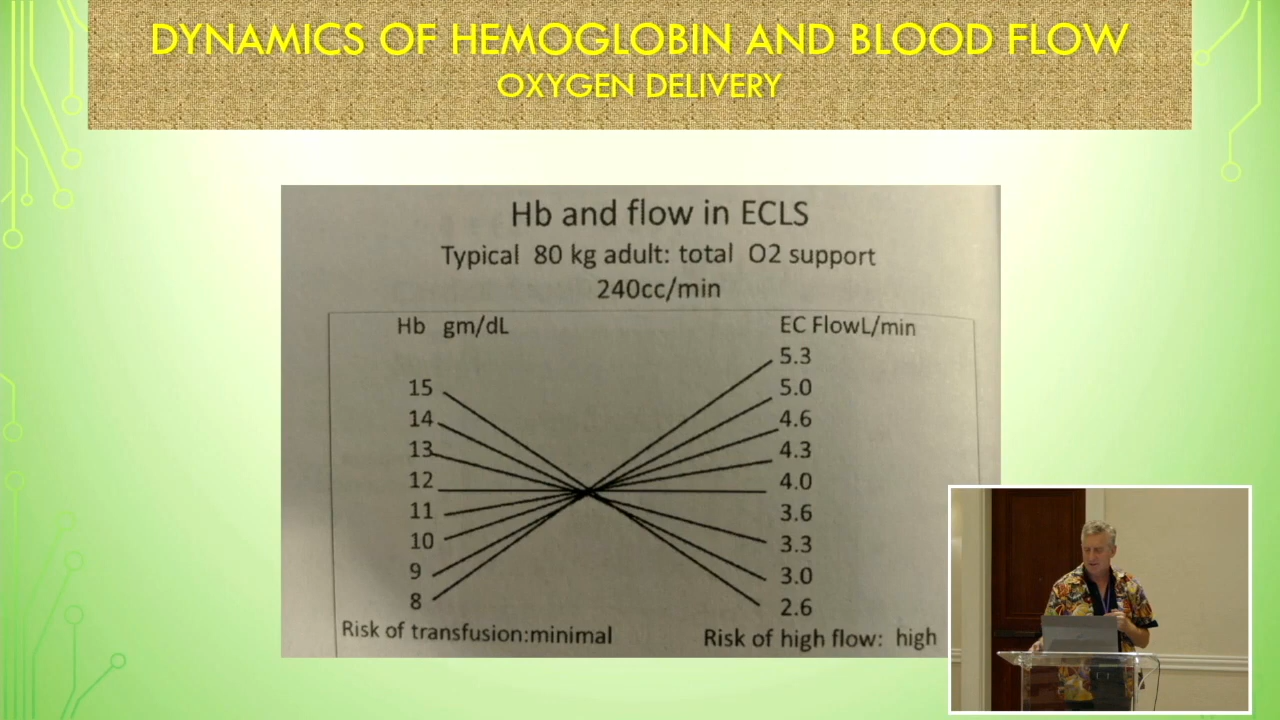 DYNAMICS OF HEMOGLOBIN AND BLOOD FLOW
OXYGEN DELIVERY
Hb and flow in ECLS
Typical 80 kg adult: total O2 support
240cc/min
Hb gm/dL
EC FlowL/min
5.3
15
5.0
14
4.6
13
4.3
12
4.0
11
3.6
10
3.3
9
3.0
8
2.6
Risk of transfusion:minimal
Risk of high flow: high